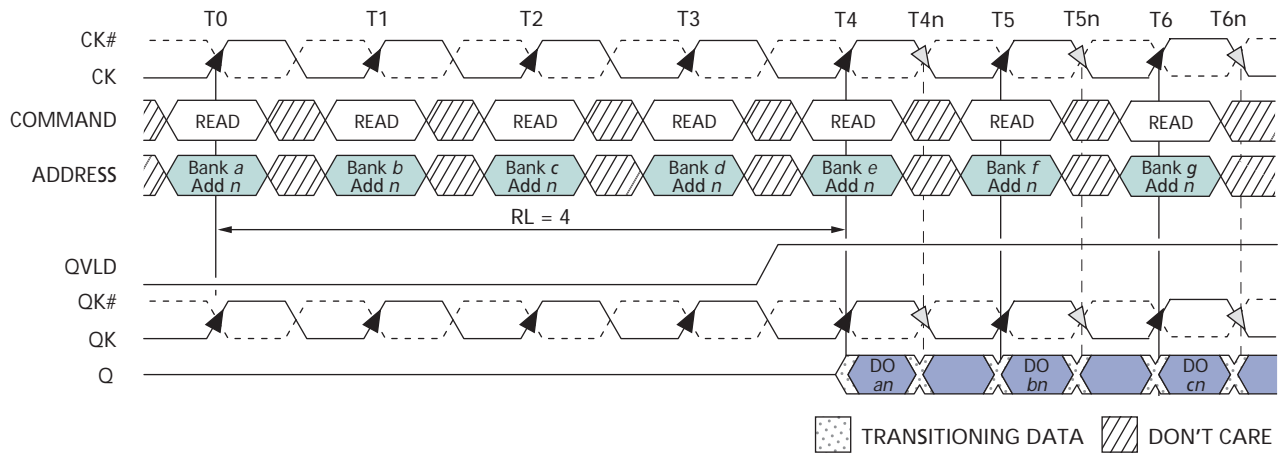 T0 T1 T2 T3 T4 T4n T5 T5n T6 T6n
CK#
CK
COMMAND READ READ READ READ READ READ READ
ADDRESS Bank a Bank b Bank c Bank d Bank e Bank f Bank g
Add n Add n Add n Add n Add n Add n Add n
RL = 4
QVLD
QK#
QK
Q DO DO DO
an bn cn
TRANSITIONING DATA DON'T CARE